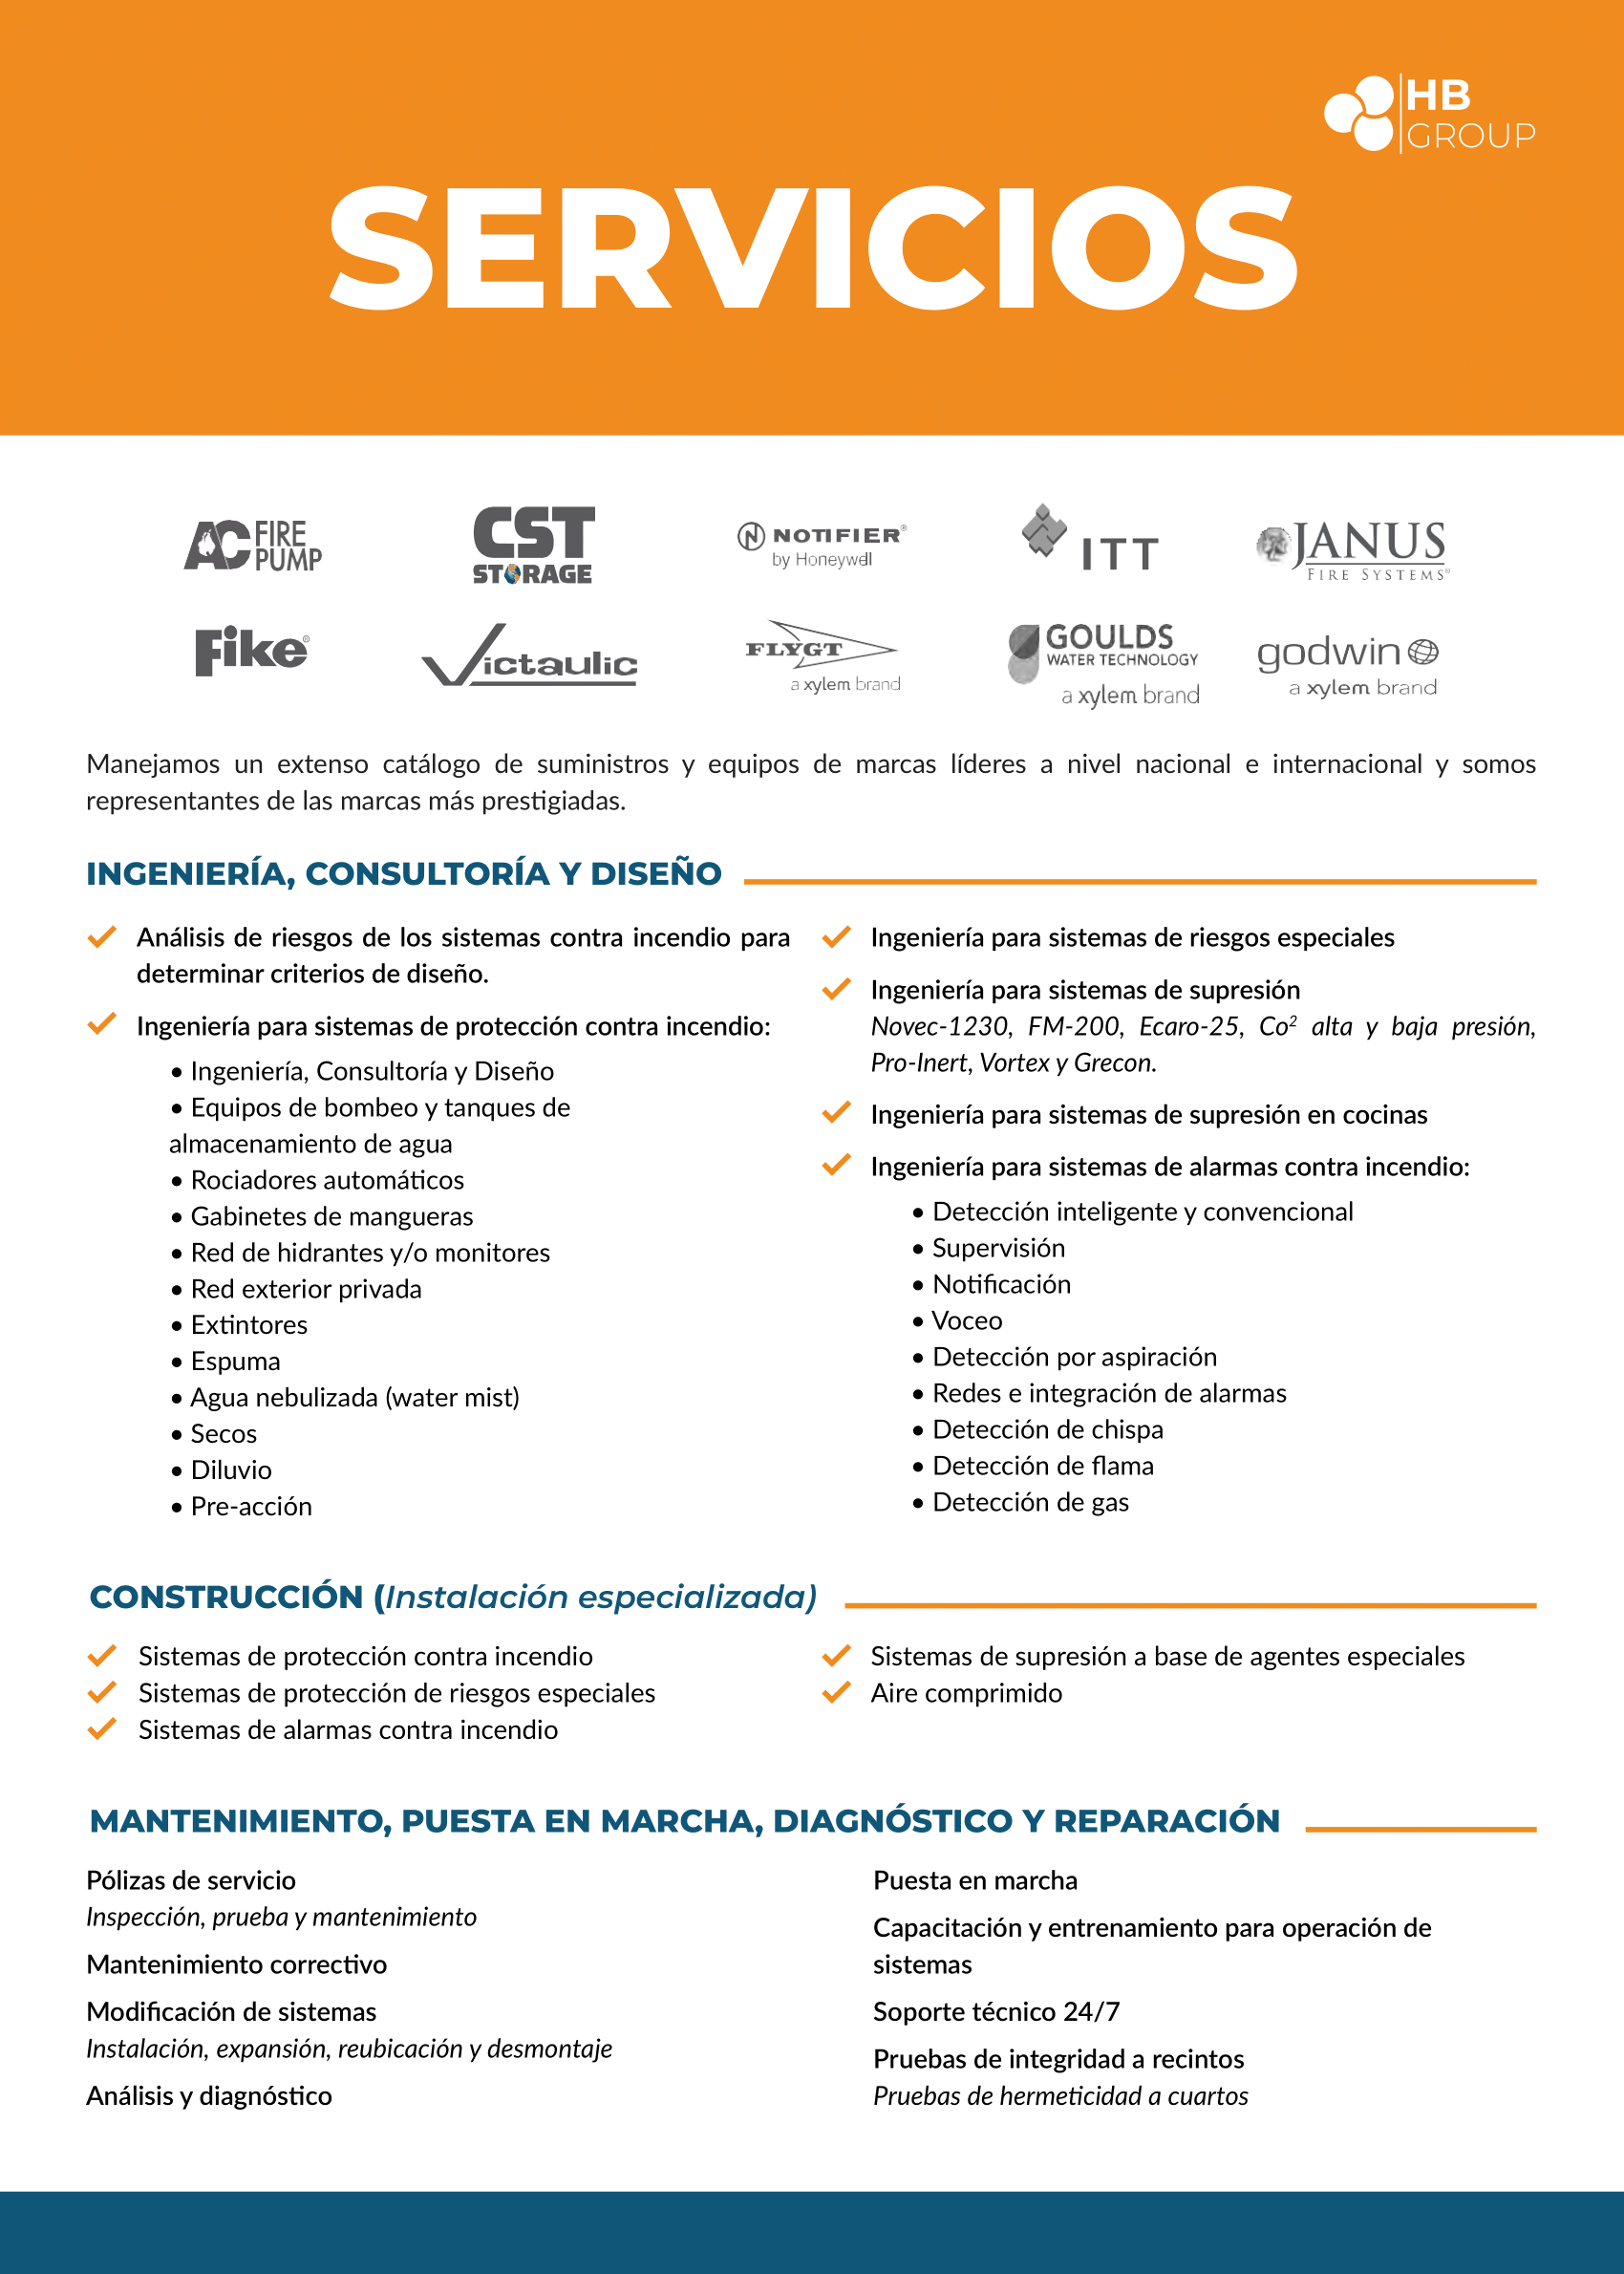 HB
GROUP
SERVICIOS
AC FIRE
PUMP
CST
STORAGE
NOTIFIER®
by Honeywell
ITT
JANUS
FIRE SYSTEMS
Fike®
Victaulic
FLYGT
a xylem brand
GOULDS
WATER TECHNOLOGY
a xylem brand
godwin
a xylem brand
Manejamos un extenso catálogo de suministros y equipos de marcas líderes a nivel nacional e internacional y somos
representantes de las marcas más prestigiadas.
INGENIERÍA, CONSULTORÍA Y DISEÑO
Análisis de riesgos de los sistemas contra incendio para
determinar criterios de diseño.
Ingeniería para sistemas de protección contra incendio:
• Ingeniería, Consultoría y Diseño
• Equipos de bombeo y tanques de
almacenamiento de agua
• Rociadores automáticos
• Gabinetes de mangueras
• Red de hidrantes y/o monitores
• Red exterior privada
• Extintores
• Espuma
• Agua nebulizada (water mist)
• Secos
• Diluvio
• Pre-acción
Ingeniería para sistemas de riesgos especiales
Ingeniería para sistemas de supresión
Novec-1230, FM-200, Ecaro-25, Co² alta y baja presión,
Pro-Inert, Vortex y Grecon.
Ingeniería para sistemas de supresión en cocinas
Ingeniería para sistemas de alarmas contra incendio:
• Detección inteligente y convencional
• Supervisión
• Notificación
• Voceo
• Detección por aspiración
• Redes e integración de alarmas
• Detección de chispa
• Detección de flama
• Detección de gas
CONSTRUCCIÓN (Instalación especializada)
Sistemas de protección contra incendio
Sistemas de protección de riesgos especiales
Sistemas de alarmas contra incendio
Sistemas de supresión a base de agentes especiales
Aire comprimido
MANTENIMIENTO, PUESTA EN MARCHA, DIAGNÓSTICO Y REPARACIÓN
Pólizas de servicio
Inspección, prueba y mantenimiento
Mantenimiento correctivo
Modificación de sistemas
Instalación, expansión, reubicación y desmontaje
Análisis y diagnóstico
Puesta en marcha
Capacitación y entrenamiento para operación de
sistemas
Soporte técnico 24/7
Pruebas de integridad a recintos
Pruebas de hermeticidad a cuartos